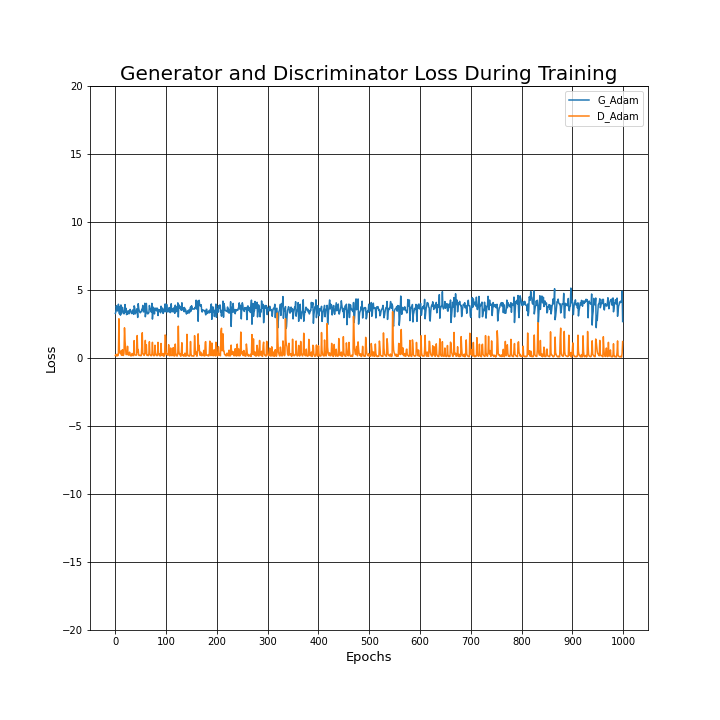 Generator and Discriminator Loss During Training
G_Adam
D_Adam
20
15
10
5
0
−5
−10
−15
−20
Loss
0 100 200 300 400 500 600 700 800 900 1000
Epochs